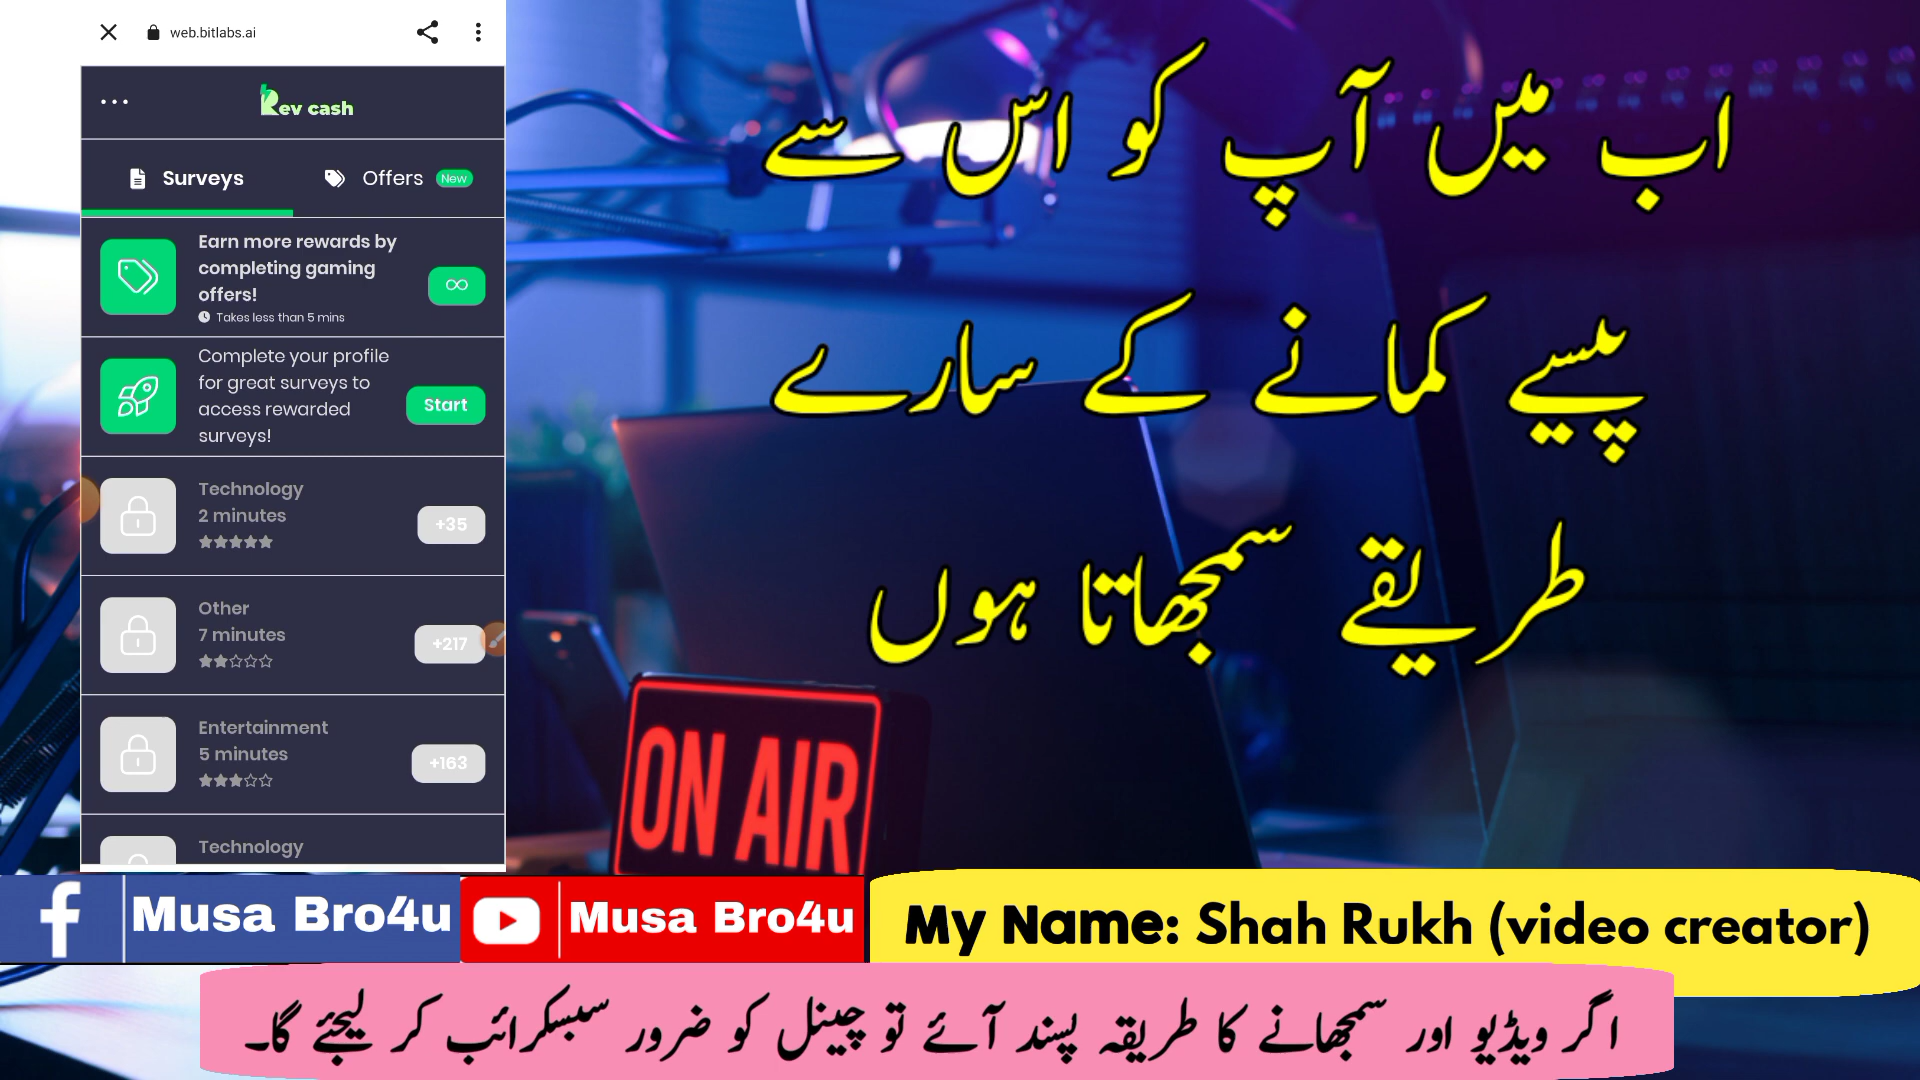 web.bitlabs.ai
Rev cash
Surveys
Offers New
Earn more rewards by
completing gaming
offers!
Takes less than 5 mins
Complete your profile
for great surveys to
access rewarded
surveys!
Start
Technology
2 minutes
+35
Other
7 minutes
+217
Entertainment
5 minutes
+163
Technology
اب میں آپ کو اس سے
پیسے کمانے کے سارے
طریقے سمجھاتا ہوں
ON AIR
Musa Bro4u
Musa Bro4u
My Name: Shah Rukh (video creator)
اگر ویڈیو اور سمجھانے کا طریقہ پسند آئے تو چینل کو ضرور سبسکرائب کر لیجئے گا۔